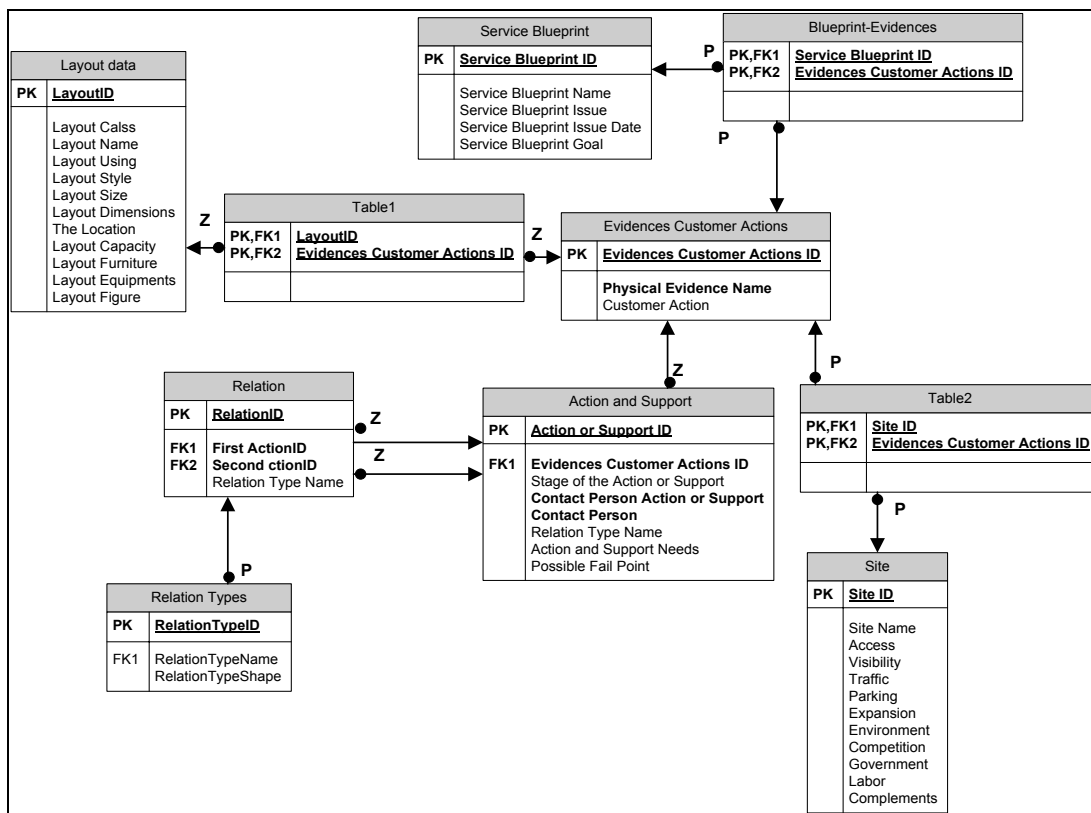 Service Blueprint
PK Service Blueprint ID
Service Blueprint Name
Service Blueprint Issue
Service Blueprint Issue Date
Service Blueprint Goal
P
Blueprint-Evidences
PK,FK1 Service Blueprint ID
PK,FK2 Evidences Customer Actions ID
P
Layout data
PK LayoutID
Layout Calss
Layout Name
Layout Using
Layout Style
Layout Size
Layout Dimensions
The Location
Layout Capacity
Layout Furniture
Layout Equipments
Layout Figure
Z
Table1
PK,FK1 LayoutID
PK,FK2 Evidences Customer Actions ID
Z
Evidences Customer Actions
PK Evidences Customer Actions ID
Physical Evidence Name
Customer Action
Z
P
Relation
PK RelationID
FK1 First ActionID
FK2 Second ctionID
Relation Type Name
Z
Z
Action and Support
PK Action or Support ID
FK1 Evidences Customer Actions ID
Stage of the Action or Support
Contact Person Action or Support
Contact Person
Relation Type Name
Action and Support Needs
Possible Fail Point
Table2
PK,FK1 Site ID
PK,FK2 Evidences Customer Actions ID
P
P
Relation Types
PK RelationTypeID
FK1 RelationTypeName
RelationTypeShape
Site
PK Site ID
Site Name
Access
Visibility
Traffic
Parking
Expansion
Environment
Competition
Government
Labor
Complements